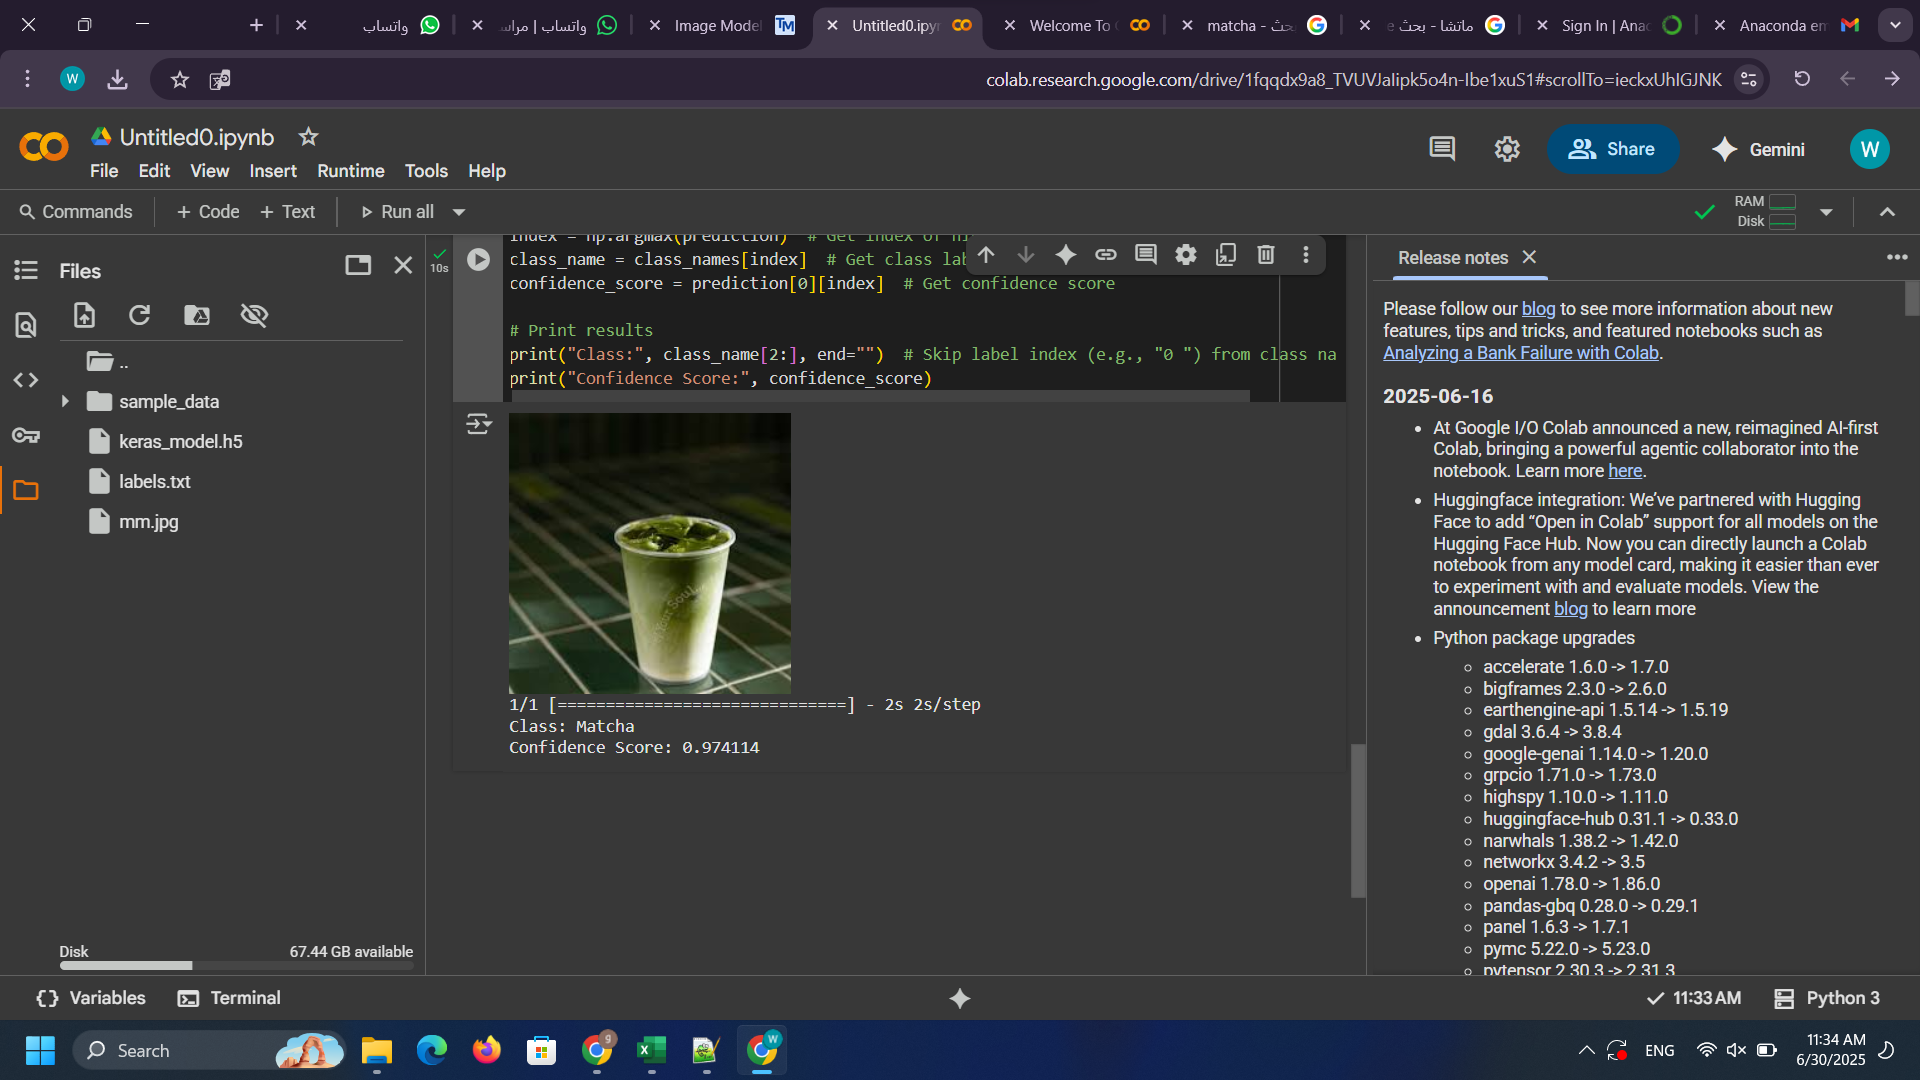 واتساب
واتساب | مراس
Image Model
Untitled0.ipyn
Welcome To C
matcha - بحث
ماتشا - بحث e
Sign In | Anac
Anaconda em
W
colab.research.google.com/drive/1fqqdx9a8_TVUVJaIipk5o4n-Ibe1xuS1#scrollTo=ieckxUhIGJNK
Untitled0.ipynb
File Edit View Insert Runtime Tools Help
Share
Gemini
W
Commands + Code + Text Run all
RAM
Disk
Files
..
sample_data
keras_model.h5
labels.txt
mm.jpg
Disk 67.44 GB available
10s
index = np.argmax(prediction) # Get index of hi
class_name = class_names[index] # Get class lab
confidence_score = prediction[0][index] # Get confidence score
# Print results
print("Class:", class_name[2:], end="") # Skip label index (e.g., "0 ") from class na
print("Confidence Score:", confidence_score)
1/1 [==============================] - 2s 2s/step
Class: Matcha
Confidence Score: 0.974114
Release notes
Please follow our blog to see more information about new
features, tips and tricks, and featured notebooks such as
Analyzing a Bank Failure with Colab.
2025-06-16
At Google I/O Colab announced a new, reimagined AI-first
Colab, bringing a powerful agentic collaborator into the
notebook. Learn more here.
Huggingface integration: We’ve partnered with Hugging
Face to add “Open in Colab” support for all models on the
Hugging Face Hub. Now you can directly launch a Colab
notebook from any model card, making it easier than ever
to experiment with and evaluate models. View the
announcement blog to learn more
Python package upgrades
accelerate 1.6.0 -> 1.7.0
bigframes 2.3.0 -> 2.6.0
earthengine-api 1.5.14 -> 1.5.19
gdal 3.6.4 -> 3.8.4
google-genai 1.14.0 -> 1.20.0
grpcio 1.71.0 -> 1.73.0
highspy 1.10.0 -> 1.11.0
huggingface-hub 0.31.1 -> 0.33.0
narwhals 1.38.2 -> 1.42.0
networkx 3.4.2 -> 3.5
openai 1.78.0 -> 1.86.0
pandas-gbq 0.28.0 -> 0.29.1
panel 1.6.3 -> 1.7.1
pymc 5.22.0 -> 5.23.0
pytensor 2.30.3 -> 2.31.3
Variables Terminal
11:33 AM Python 3
Search
ENG
11:34 AM
6/30/2025